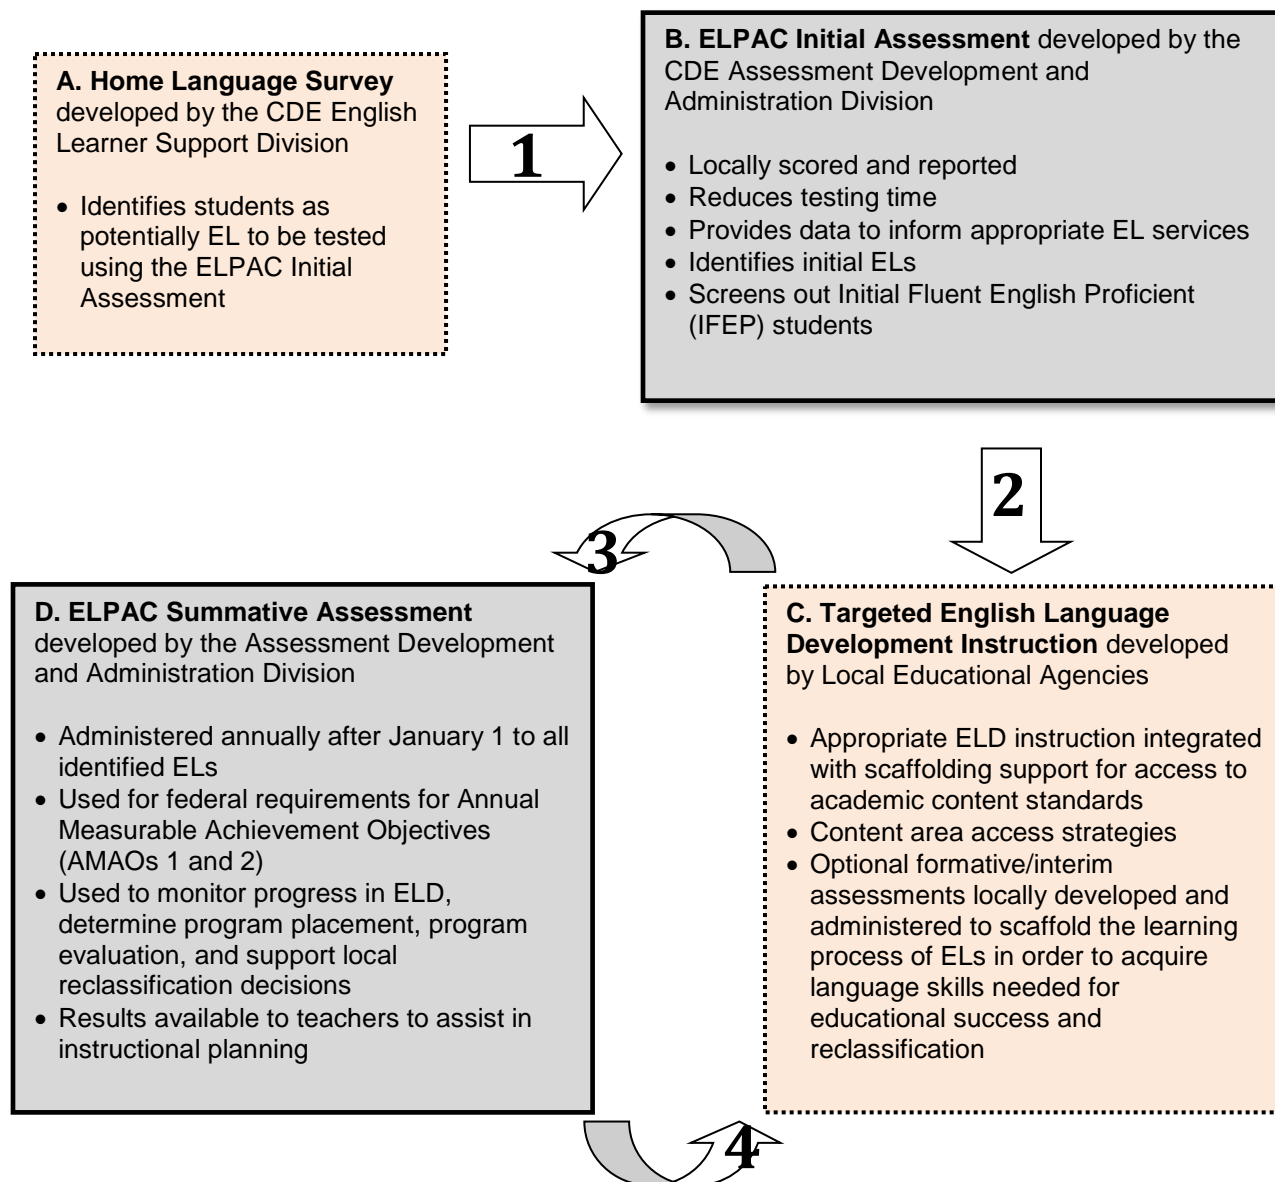 A. Home Language Survey
developed by the CDE English
Learner Support Division
• Identifies students as
potentially EL to be tested
using the ELPAC Initial
Assessment
1
B. ELPAC Initial Assessment developed by the
CDE Assessment Development and
Administration Division
• Locally scored and reported
• Reduces testing time
• Provides data to inform appropriate EL services
• Identifies initial ELs
• Screens out Initial Fluent English Proficient
(IFEP) students
2
C. Targeted English Language
Development Instruction developed
by Local Educational Agencies
• Appropriate ELD instruction integrated
with scaffolding support for access to
academic content standards
• Content area access strategies
• Optional formative/interim
assessments locally developed and
administered to scaffold the learning
process of ELs in order to acquire
language skills needed for
educational success and
reclassification
3
D. ELPAC Summative Assessment
developed by the Assessment Development
and Administration Division
• Administered annually after January 1 to all
identified ELs
• Used for federal requirements for Annual
Measurable Achievement Objectives
(AMAOs 1 and 2)
• Used to monitor progress in ELD,
determine program placement, program
evaluation, and support local
reclassification decisions
• Results available to teachers to assist in
instructional planning
4